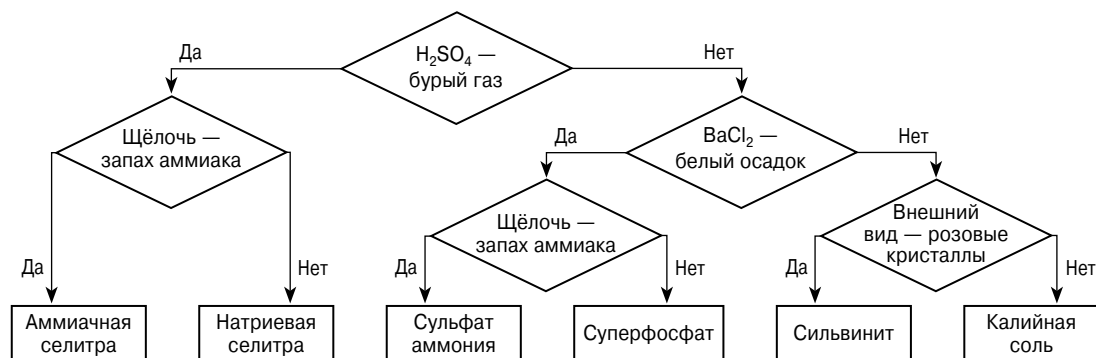 Да
H₂SO₄ —
бурый газ
Нет
Щёлочь —
запах аммиака
Да
BaCl₂ —
белый осадок
Нет
Щёлочь —
запах аммиака
Внешний
вид — розовые
кристаллы
Да
Нет
Да
Нет
Да
Нет
Аммиачная
селитра
Натриевая
селитра
Сульфат
аммония
Суперфосфат
Сильвинит
Калийная
соль